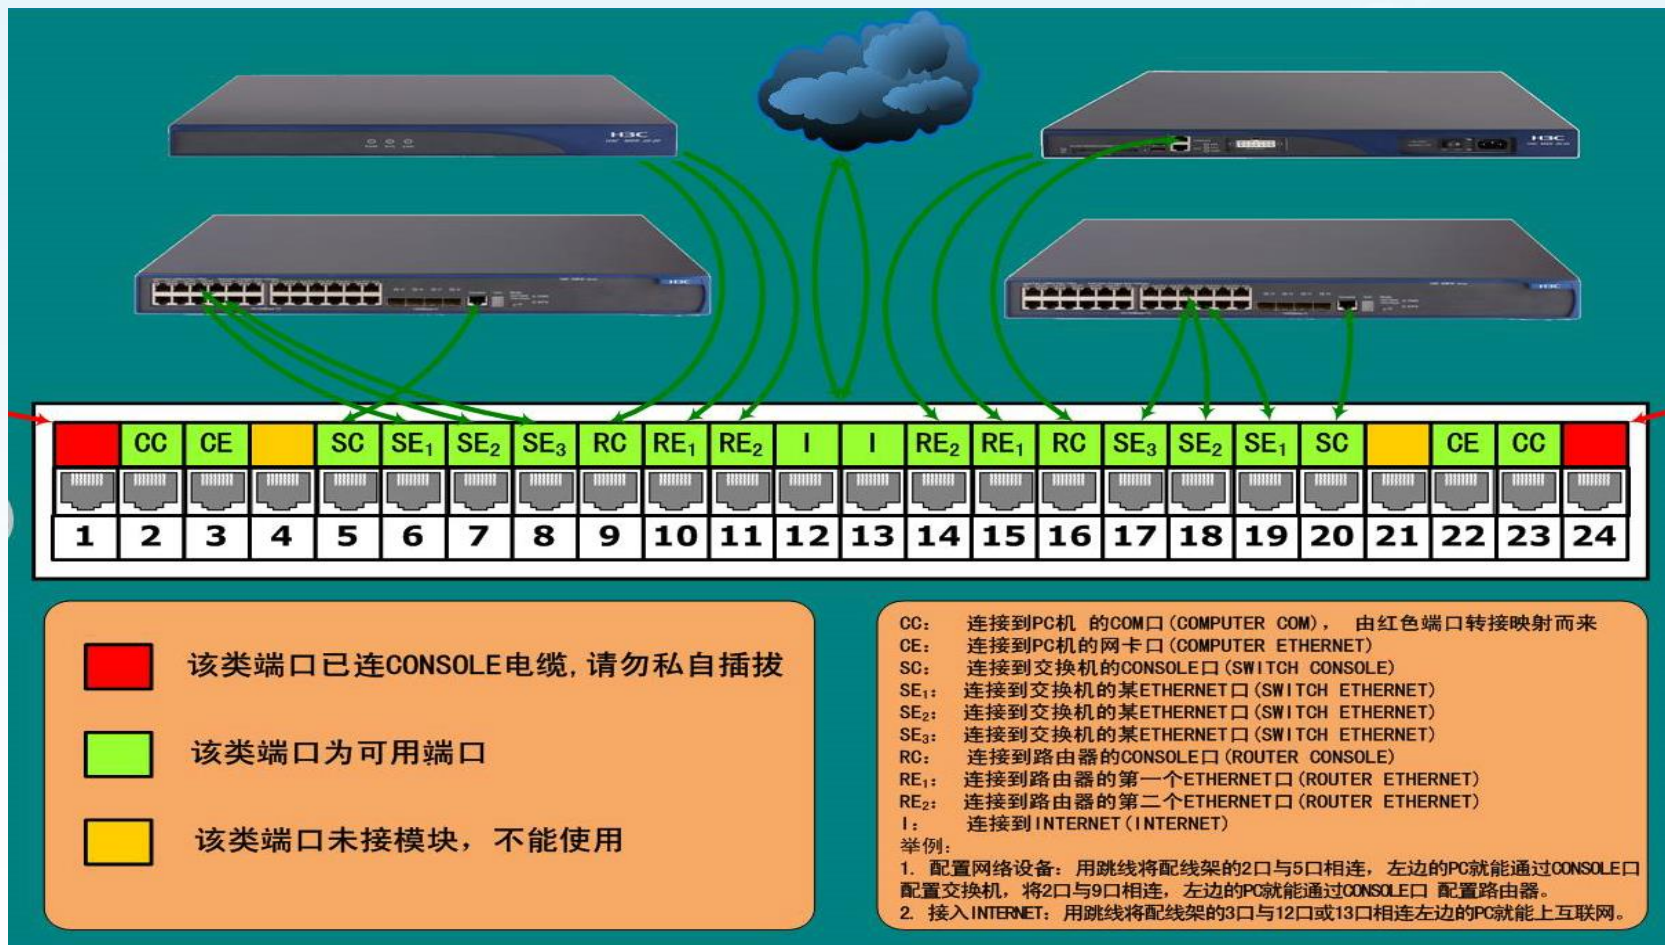 H3C
H3C
H3C
H3C
CC CE SC SE₁ SE₂ SE₃ RC RE₁ RE₂ I I RE₂ RE₁ RC SE₃ SE₂ SE₁ SC CE CC
1 2 3 4 5 6 7 8 9 10 11 12 13 14 15 16 17 18 19 20 21 22 23 24
该类端口已连CONSOLE电缆,请勿私自插拔
该类端口为可用端口
该类端口未接模块，不能使用
CC： 连接到PC机 的COM口(COMPUTER COM)， 由红色端口转接映射而来
CE： 连接到PC机的网卡口(COMPUTER ETHERNET)
SC： 连接到交换机的CONSOLE口(SWITCH CONSOLE)
SE₁： 连接到交换机的某ETHERNET口(SWITCH ETHERNET)
SE₂： 连接到交换机的某ETHERNET口(SWITCH ETHERNET)
SE₃： 连接到交换机的某ETHERNET口(SWITCH ETHERNET)
RC： 连接到路由器的CONSOLE口(ROUTER CONSOLE)
RE₁： 连接到路由器的第一个ETHERNET口(ROUTER ETHERNET)
RE₂： 连接到路由器的第二个ETHERNET口(ROUTER ETHERNET)
I： 连接到INTERNET(INTERNET)
举例：
1. 配置网络设备：用跳线将配线架的2口与5口相连，左边的PC就能通过CONSOLE口
配置交换机，将2口与9口相连，左边的PC就能通过CONSOLE口 配置路由器。
2. 接入INTERNET：用跳线将配线架的3口与12口或13口相连左边的PC就能上互联网。